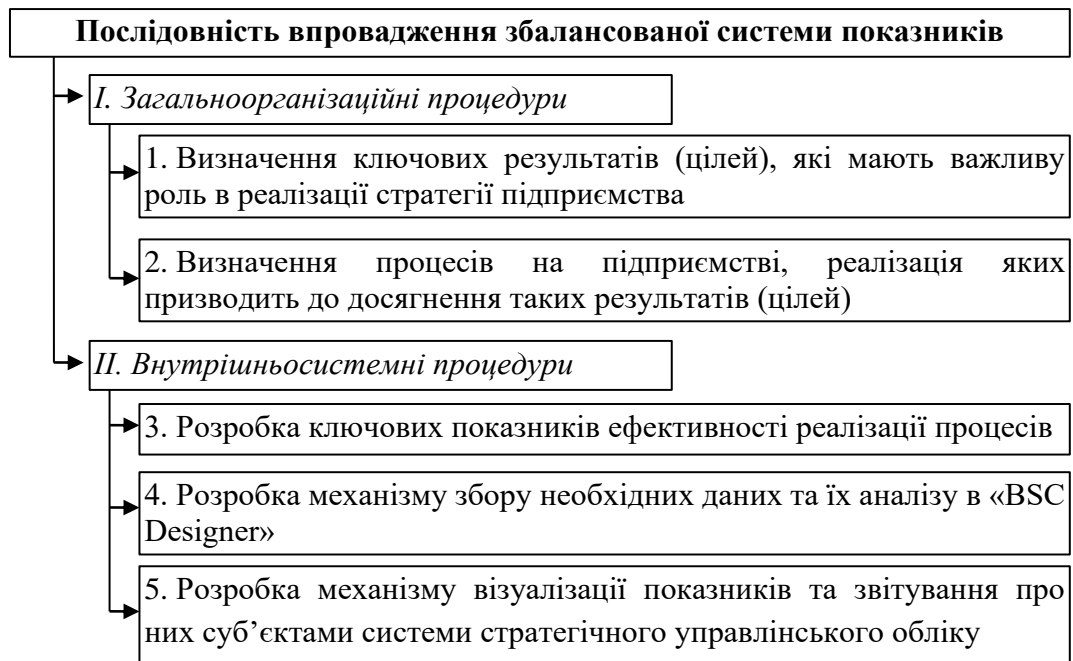 Послідовність впровадження збалансованої системи показників
I. Загальноорганізаційні процедури
1. Визначення ключових результатів (цілей), які мають важливу
роль в реалізації стратегії підприємства
2. Визначення процесів на підприємстві, реалізація яких
призводить до досягнення таких результатів (цілей)
II. Внутрішньосистемні процедури
3. Розробка ключових показників ефективності реалізації процесів
4. Розробка механізму збору необхідних даних та їх аналізу в «BSC
Designer»
5. Розробка механізму візуалізації показників та звітування про
них суб’єктами системи стратегічного управлінського обліку